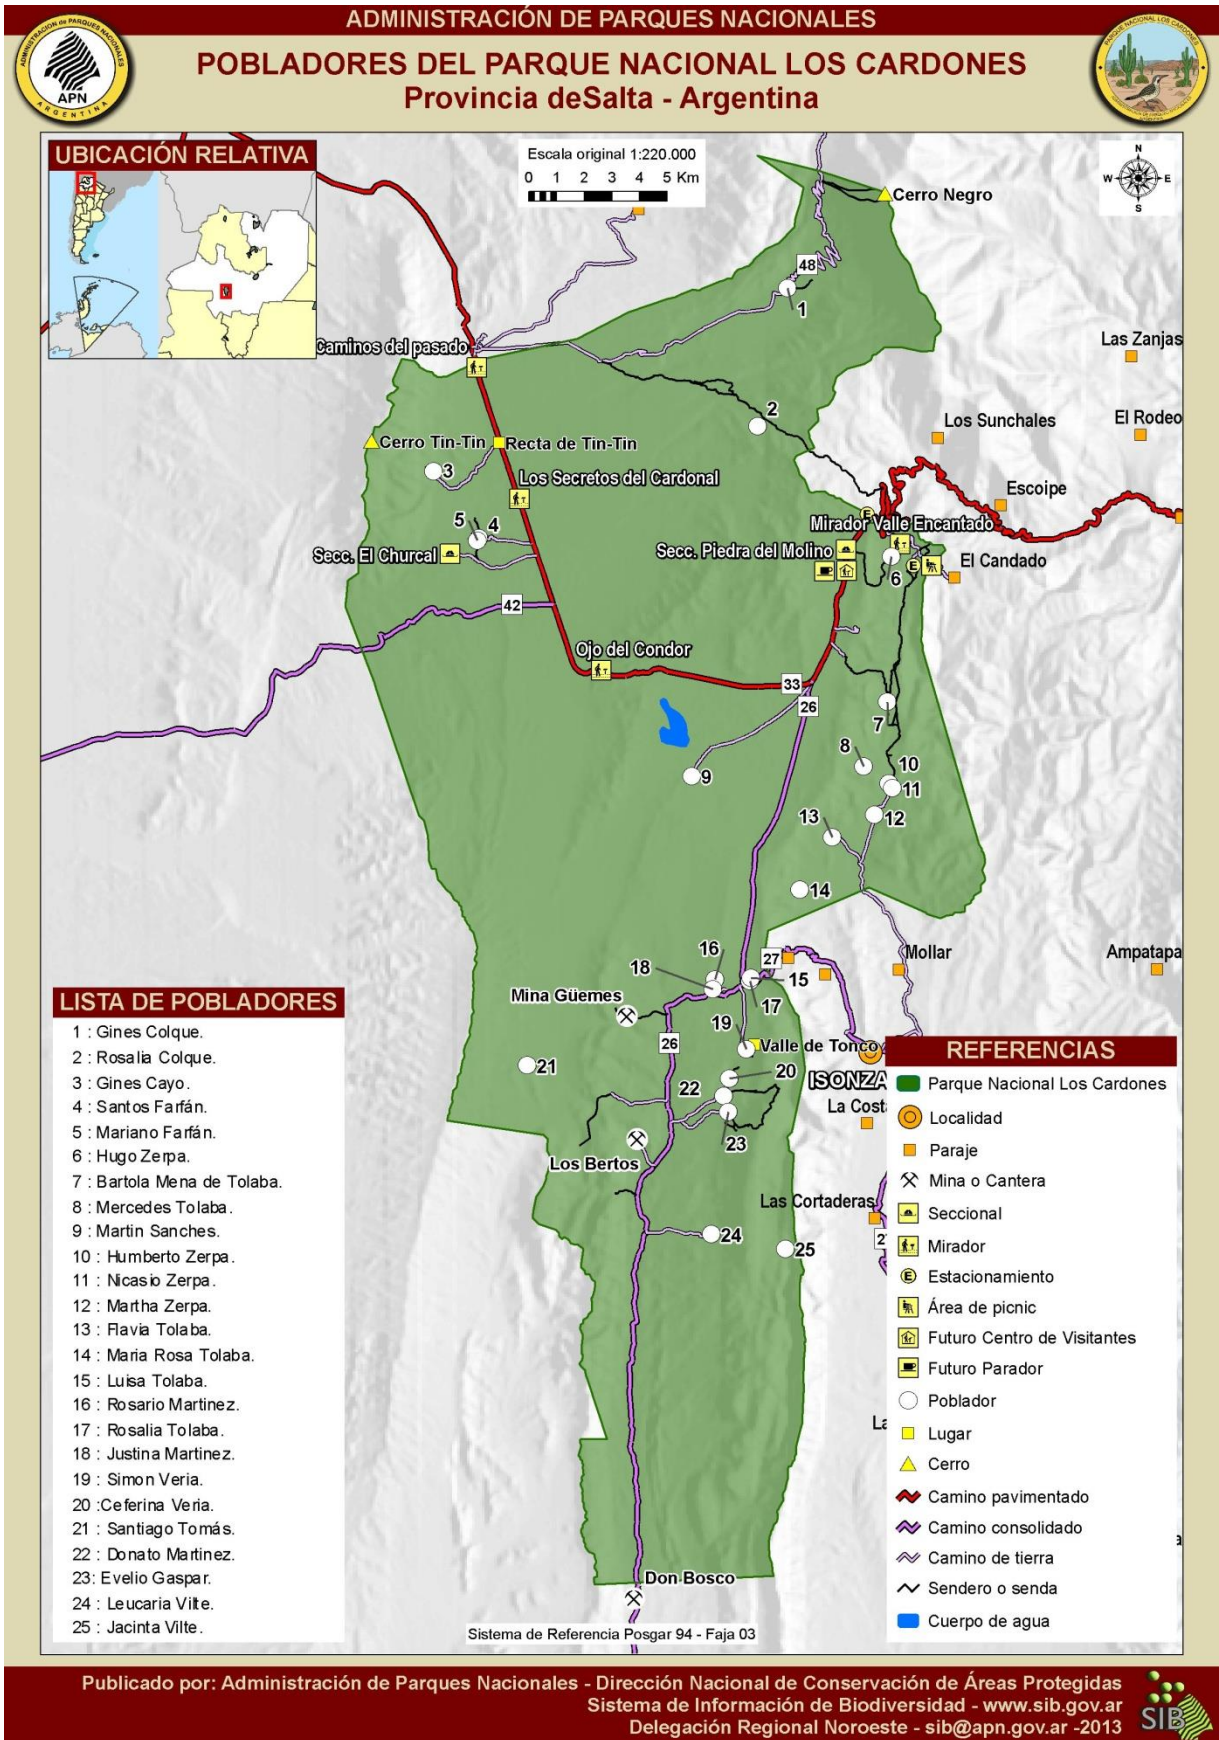 ADMINISTRACIÓN DE PARQUES NACIONALES
POBLADORES DEL PARQUE NACIONAL LOS CARDONES
Provincia deSalta - Argentina
ADMINISTRACION de PARQUES NACIONALES
APN
ARGENTINA
PARQUE NACIONAL LOS CARDONES
UBICACIÓN RELATIVA
Escala original 1:220.000
0 1 2 3 4 5 Km
N
W E
S
Cerro Negro
48
1
Caminos del pasado
Las Zanjas
2
Los Sunchales
El Rodeo
Cerro Tin-Tin
Recta de Tin-Tin
3
Los Secretos del Cardonal
Escoipe
5
4
E
Mirador Valle Encantado
Secc. El Churcal
Secc. Piedra del Molino
El Candado
6
E
42
Ojo del Condor
33
26
7
8
9
10
11
12
13
14
16
27
Mollar
Ampatapa
18
15
Mina Güemes
17
19
26
Valle de Tonco
21
20
ISONZA
22
La Costa
23
Los Bertos
Las Cortaderas
24
25
Don Bosco
Sistema de Referencia Posgar 94 - Faja 03
LISTA DE POBLADORES
1 : Gines Colque.
2 : Rosalia Colque.
3 : Gines Cayo.
4 : Santos Farfán.
5 : Mariano Farfán.
6 : Hugo Zerpa.
7 : Bartola Mena de Tolaba.
8 : Mercedes Tolaba.
9 : Martin Sanches.
10 : Humberto Zerpa.
11 : Nicasio Zerpa.
12 : Martha Zerpa.
13 : Flavia Tolaba.
14 : Maria Rosa Tolaba.
15 : Luisa Tolaba.
16 : Rosario Martinez.
17 : Rosalia Tolaba.
18 : Justina Martinez.
19 : Simon Veria.
20 :Ceferina Veria.
21 : Santiago Tomás.
22 : Donato Martinez.
23: Evelio Gaspar.
24 : Leucaria Vilte.
25 : Jacinta Vilte.
REFERENCIAS
Parque Nacional Los Cardones
Localidad
Paraje
Mina o Cantera
Seccional
Mirador
E Estacionamiento
Área de picnic
Futuro Centro de Visitantes
Futuro Parador
Poblador
Lugar
Cerro
Camino pavimentado
Camino consolidado
Camino de tierra
Sendero o senda
Cuerpo de agua
Publicado por: Administración de Parques Nacionales - Dirección Nacional de Conservación de Áreas Protegidas
Sistema de Información de Biodiversidad - www.sib.gov.ar
Delegación Regional Noroeste - sib@apn.gov.ar -2013
SIB